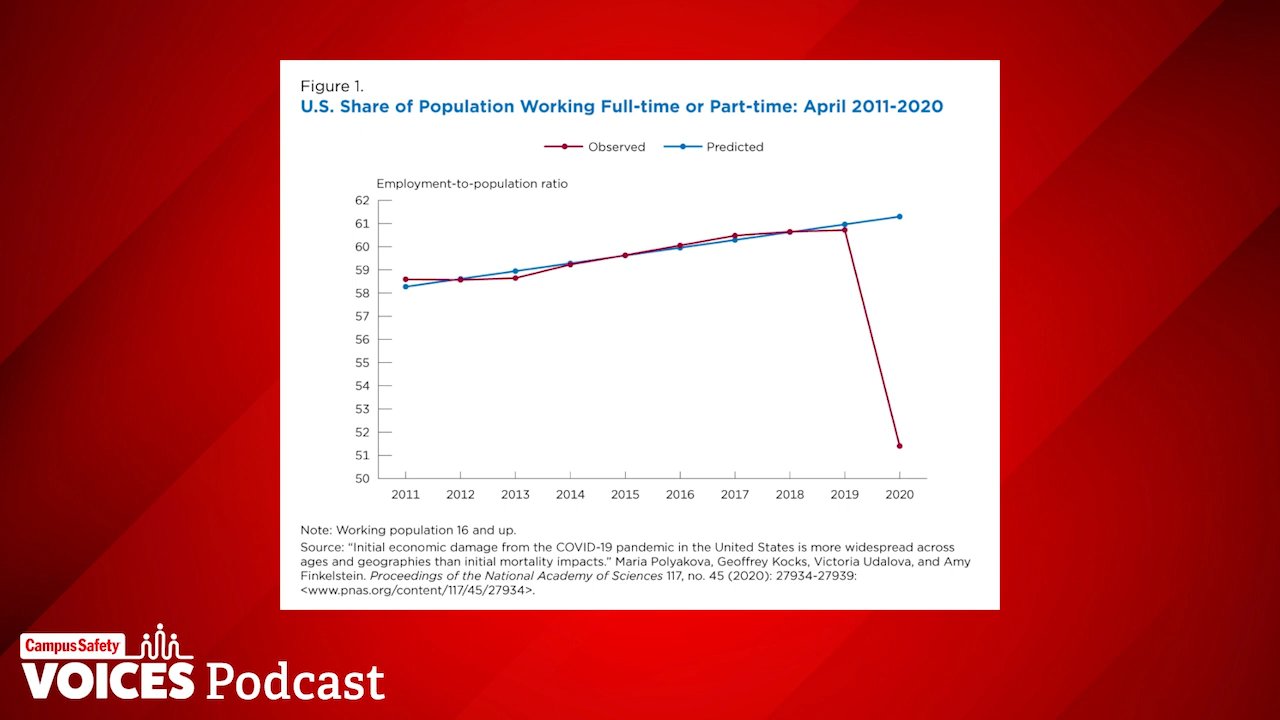 Figure 1.
U.S. Share of Population Working Full-time or Part-time: April 2011-2020
Observed Predicted
Employment-to-population ratio
62
61
60
59
58
57
56
55
54
53
52
51
50
2011 2012 2013 2014 2015 2016 2017 2018 2019 2020
Note: Working population 16 and up.
Source: “Initial economic damage from the COVID-19 pandemic in the United States is more widespread across
ages and geographies than initial mortality impacts.” Maria Polyakova, Geoffrey Kocks, Victoria Udalova, and Amy
Finkelstein. Proceedings of the National Academy of Sciences 117, no. 45 (2020): 27934-27939:
<www.pnas.org/content/117/45/27934>.
Campus Safety
VOICES Podcast